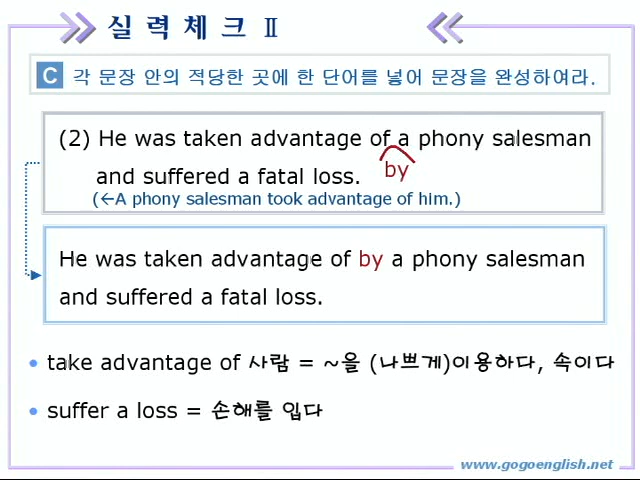 실 력 체 크 Ⅱ
C 각 문장 안의 적당한 곳에 한 단어를 넣어 문장을 완성하여라.
(2) He was taken advantage of a phony salesman
and suffered a fatal loss. by
(←A phony salesman took advantage of him.)
He was taken advantage of by a phony salesman
and suffered a fatal loss.
• take advantage of 사람 = ~을 (나쁘게)이용하다, 속이다
• suffer a loss = 손해를 입다
www.gogoenglish.net